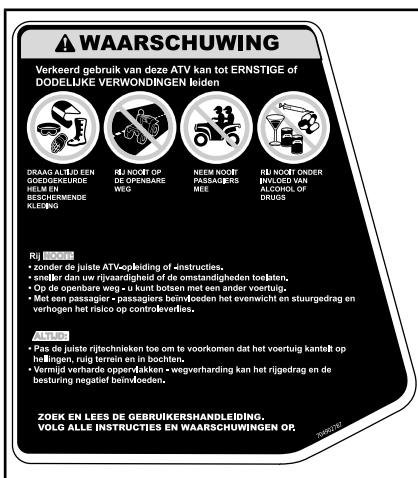 WAARSCHUWING
Verkeerd gebruik van deze ATV kan tot ERNSTIGE of
DODELIJKE VERWONDINGEN leiden
DRAAG ALTIJD EEN
GOEDGEKEURDE
HELM EN
BESCHERMENDE
KLEDING
RIJ NOOIT OP
DE OPENBARE
WEG
NEEM NOOIT
PASSAGIERS
MEE
RIJ NOOIT ONDER
INVLOED VAN
ALCOHOL OF
DRUGS
Rij NOOIT:
• zonder de juiste ATV-opleiding of -instructies.
• sneller dan uw rijvaardigheid of de omstandigheden toelaten.
• Op de openbare weg - u kunt botsen met een ander voertuig.
• Met een passagier - passagiers beïnvloeden het evenwicht en stuurgedrag en
verhogen het risico op controleverlies.
ALTIJD:
• Pas de juiste rijtechnieken toe om te voorkomen dat het voertuig kantelt op
hellingen, ruig terrein en in bochten.
• Vermijd verharde oppervlakken - wegverharding kan het rijgedrag en de
besturing negatief beïnvloeden.
ZOEK EN LEES DE GEBRUIKERSHANDLEIDING.
VOLG ALLE INSTRUCTIES EN WAARSCHUWINGEN OP.
704902787